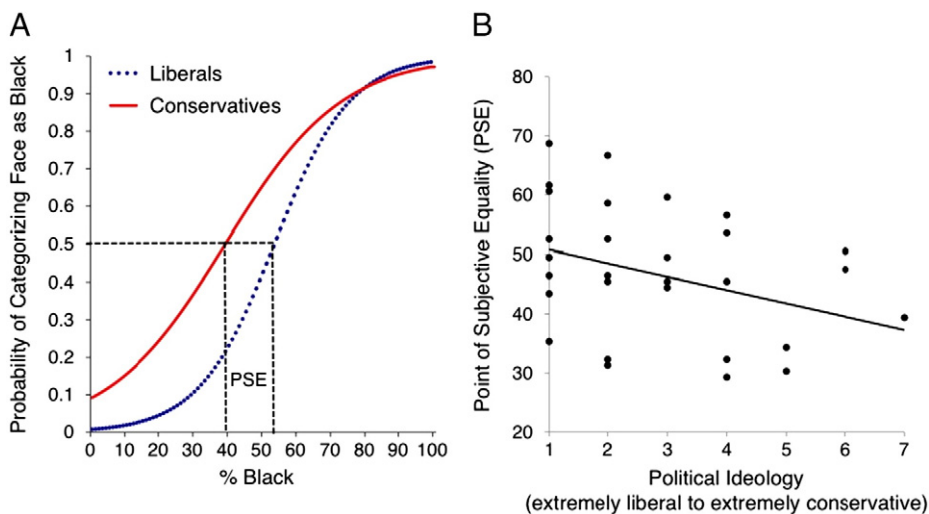 A
Probability of Categorizing Face as Black
1
0.9
0.8
0.7
0.6
0.5
0.4
0.3
0.2
0.1
0
Liberals
Conservatives
PSE
0 10 20 30 40 50 60 70 80 90 100
% Black
B
Point of Subjective Equality (PSE)
80
70
60
50
40
30
20
1 2 3 4 5 6 7
Political Ideology
(extremely liberal to extremely conservative)